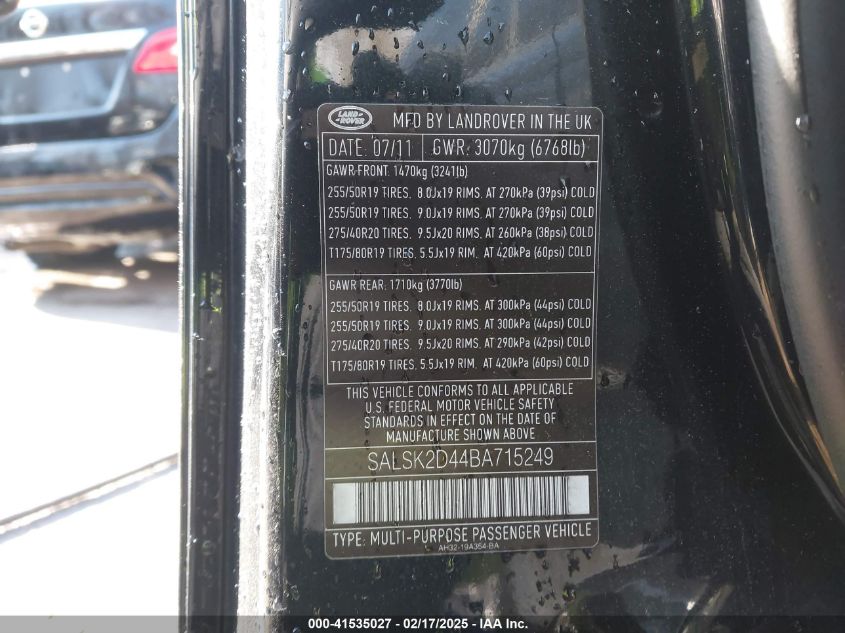 LAND
ROVER
MFD BY LANDROVER IN THE UK
DATE: 07/11 GWR: 3070kg (6768lb)
GAWR FRONT: 1470kg (3241lb)
255/50R19 TIRES, 8.0Jx19 RIMS, AT 270kPa (39psi) COLD
255/50R19 TIRES, 9.0Jx19 RIMS, AT 270kPa (39psi) COLD
275/40R20 TIRES, 9.5Jx20 RIMS, AT 260kPa (38psi) COLD
T175/80R19 TIRES, 5.5Jx19 RIM, AT 420kPa (60psi) COLD
GAWR REAR: 1710kg (3770lb)
255/50R19 TIRES, 8.0Jx19 RIMS, AT 300kPa (44psi) COLD
255/50R19 TIRES, 9.0Jx19 RIMS, AT 300kPa (44psi) COLD
275/40R20 TIRES, 9.5Jx20 RIMS, AT 290kPa (42psi) COLD
T175/80R19 TIRES, 5.5Jx19 RIM, AT 420kPa (60psi) COLD
THIS VEHICLE CONFORMS TO ALL APPLICABLE
U.S. FEDERAL MOTOR VEHICLE SAFETY
STANDARDS IN EFFECT ON THE DATE OF
MANUFACTURE SHOWN ABOVE
SALSK2D44BA715249
TYPE: MULTI-PURPOSE PASSENGER VEHICLE
AH32-19A354-BA
000-41535027 - 02/17/2025 - IAA Inc.